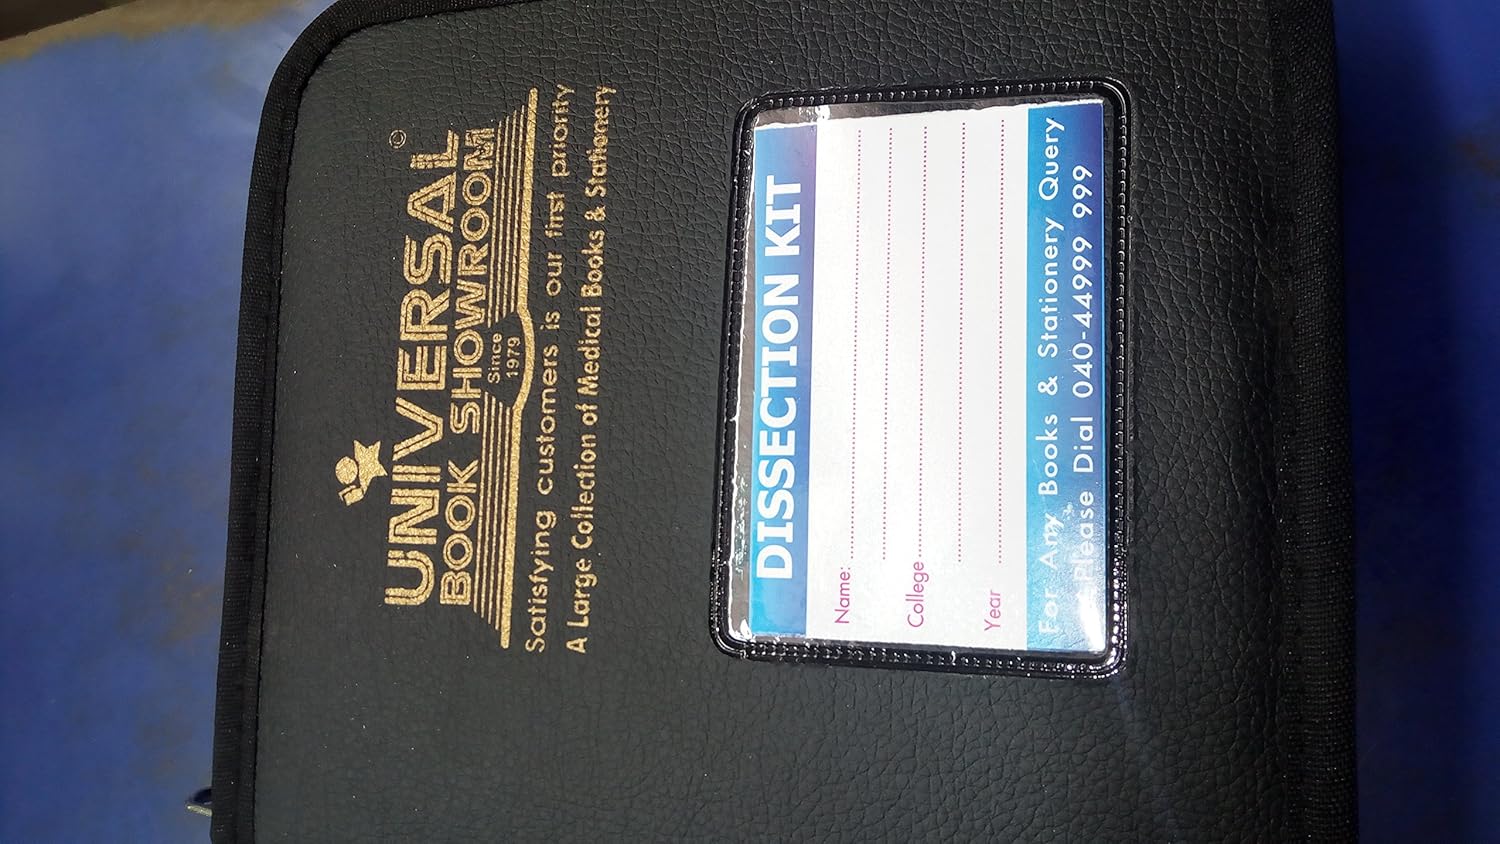 UNIVERSAL
BOOK SHOWROOM
Since
1979
Satisfying customers is our first priority
A Large Collection of Medical Books & Stationery
DISSECTION KIT
Name:
College
Year
For Any Books & Stationery Query
Please Dial 040-44999 999